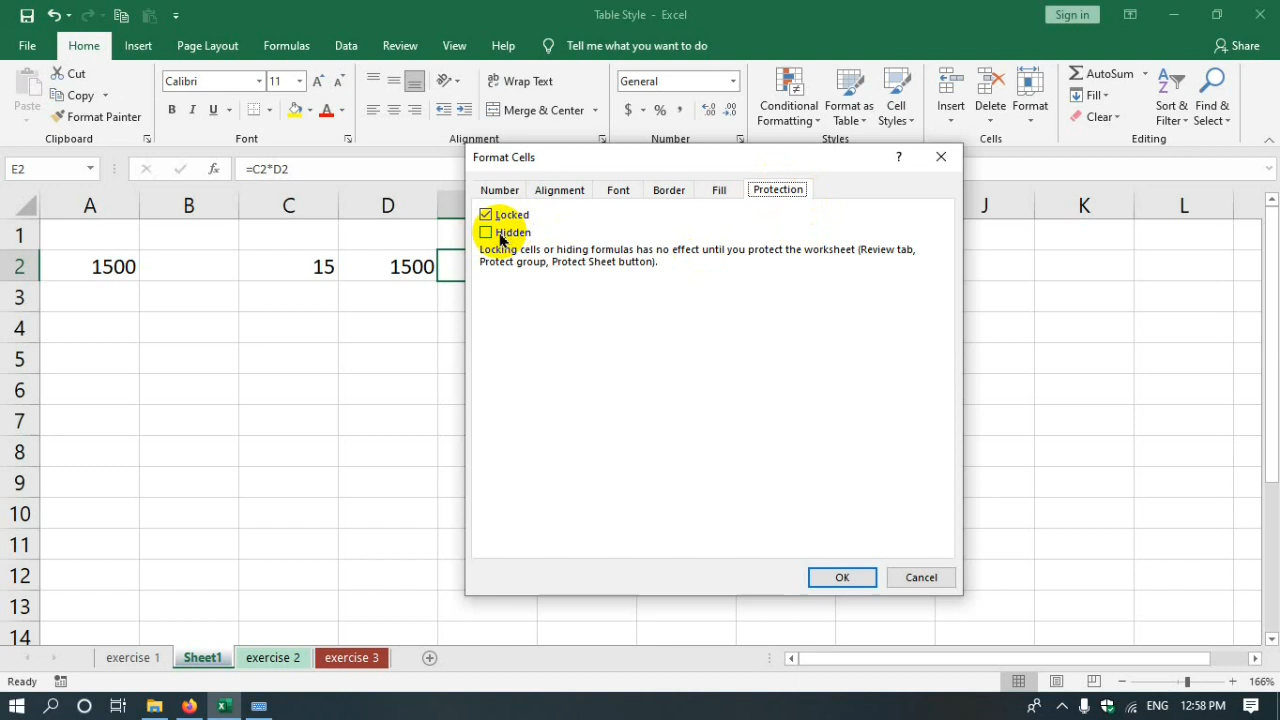 Table Style - Excel
Sign in
File Home Insert Page Layout Formulas Data Review View Help Tell me what you want to do Share
Paste
Cut
Copy
Format Painter
Calibri 11 A A
B I U A
ab Wrap Text
Merge & Center
General
$ % ,
Conditional Formatting
Format as Table
Cell Styles
Insert
Delete
Format
AutoSum
Fill
Clear
Sort & Filter
Find & Select
Clipboard Font Alignment Number Styles Cells Editing
E2 fx =C2*D2
A B C D J K L
1
2 1500 15 1500
3
4
5
6
7
8
9
10
11
12
13
14
Format Cells ?
Number Alignment Font Border Fill Protection
Locked
Hidden
Locking cells or hiding formulas has no effect until you protect the worksheet (Review tab,
Protect group, Protect Sheet button).
OK Cancel
exercise 1 Sheet1 exercise 2 exercise 3
Ready 166%
ENG 12:58 PM